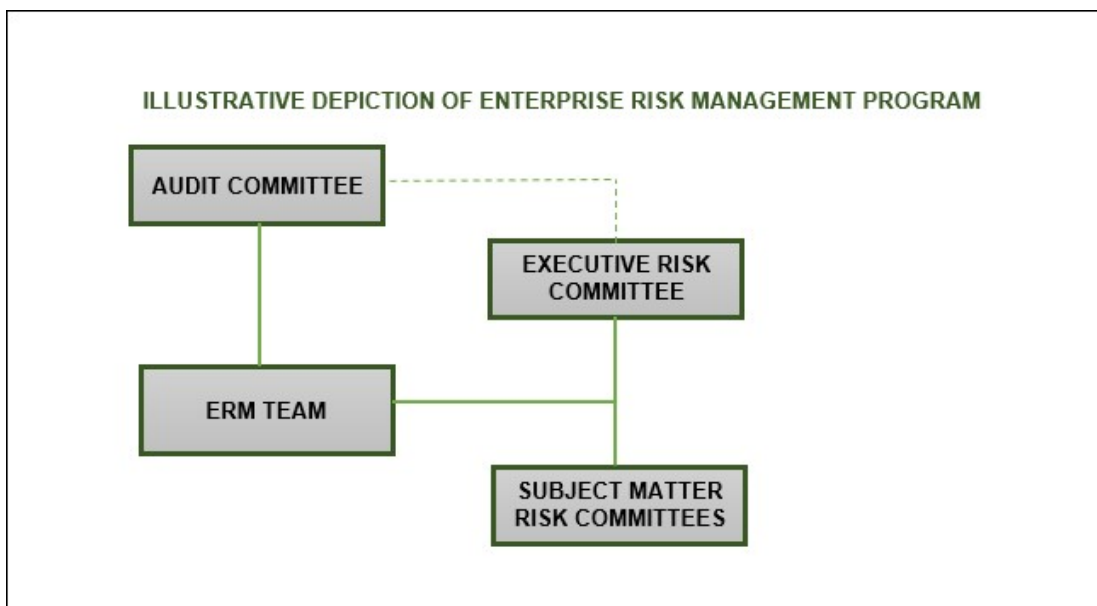 ILLUSTRATIVE DEPICTION OF ENTERPRISE RISK MANAGEMENT PROGRAM
AUDIT COMMITTEE
EXECUTIVE RISK
COMMITTEE
ERM TEAM
SUBJECT MATTER
RISK COMMITTEES